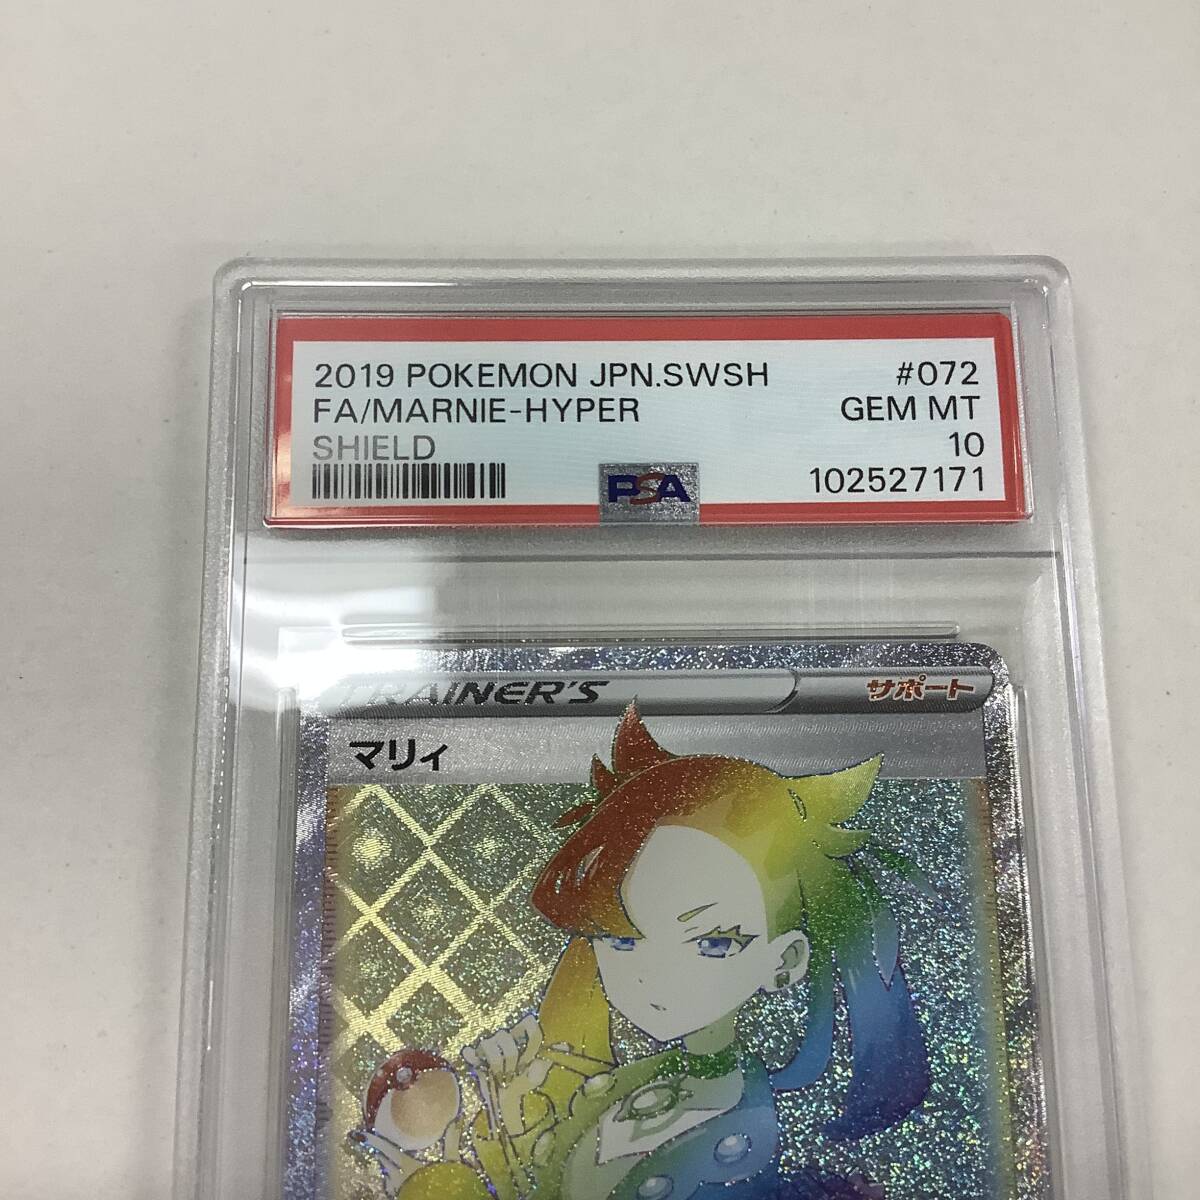 2019 POKEMON JPN.SWSH #072
FA/MARNIE-HYPER GEM MT
SHIELD 10
PSA 102527171
TRAINER'S サポート
マリィ